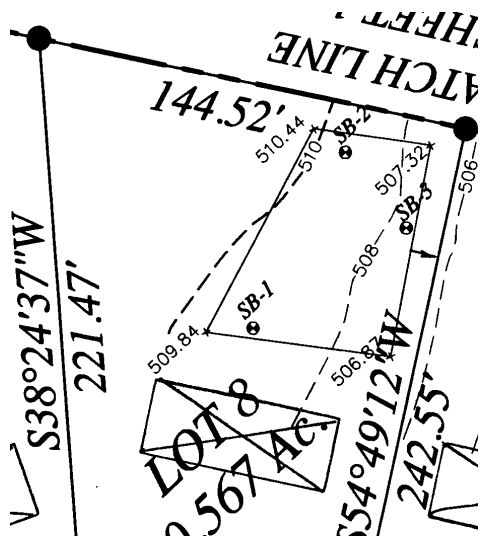 SHEET
ATCH LINE
144.52'
510.44
510
SB-2
507.32
506
SB-3
S38°24'37"W
221.47'
508
SB-1
509.84
506.87
LOT 8
0.567 Ac.
S54°49'12"W
242.55'